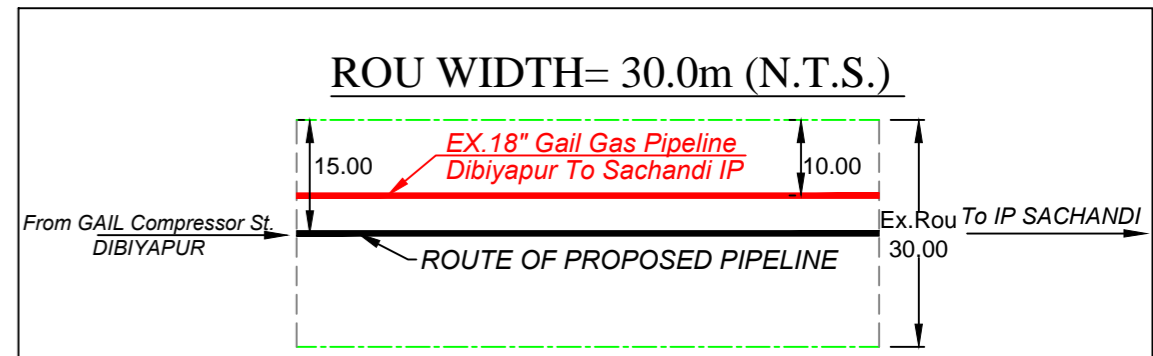 ROU WIDTH= 30.0m (N.T.S.)
EX.18" Gail Gas Pipeline
Dibiyapur To Sachandi IP
15.00
10.00
From GAIL Compressor St.
DIBIYAPUR
Ex.Rou
30.00
To IP SACHANDI
ROUTE OF PROPOSED PIPELINE